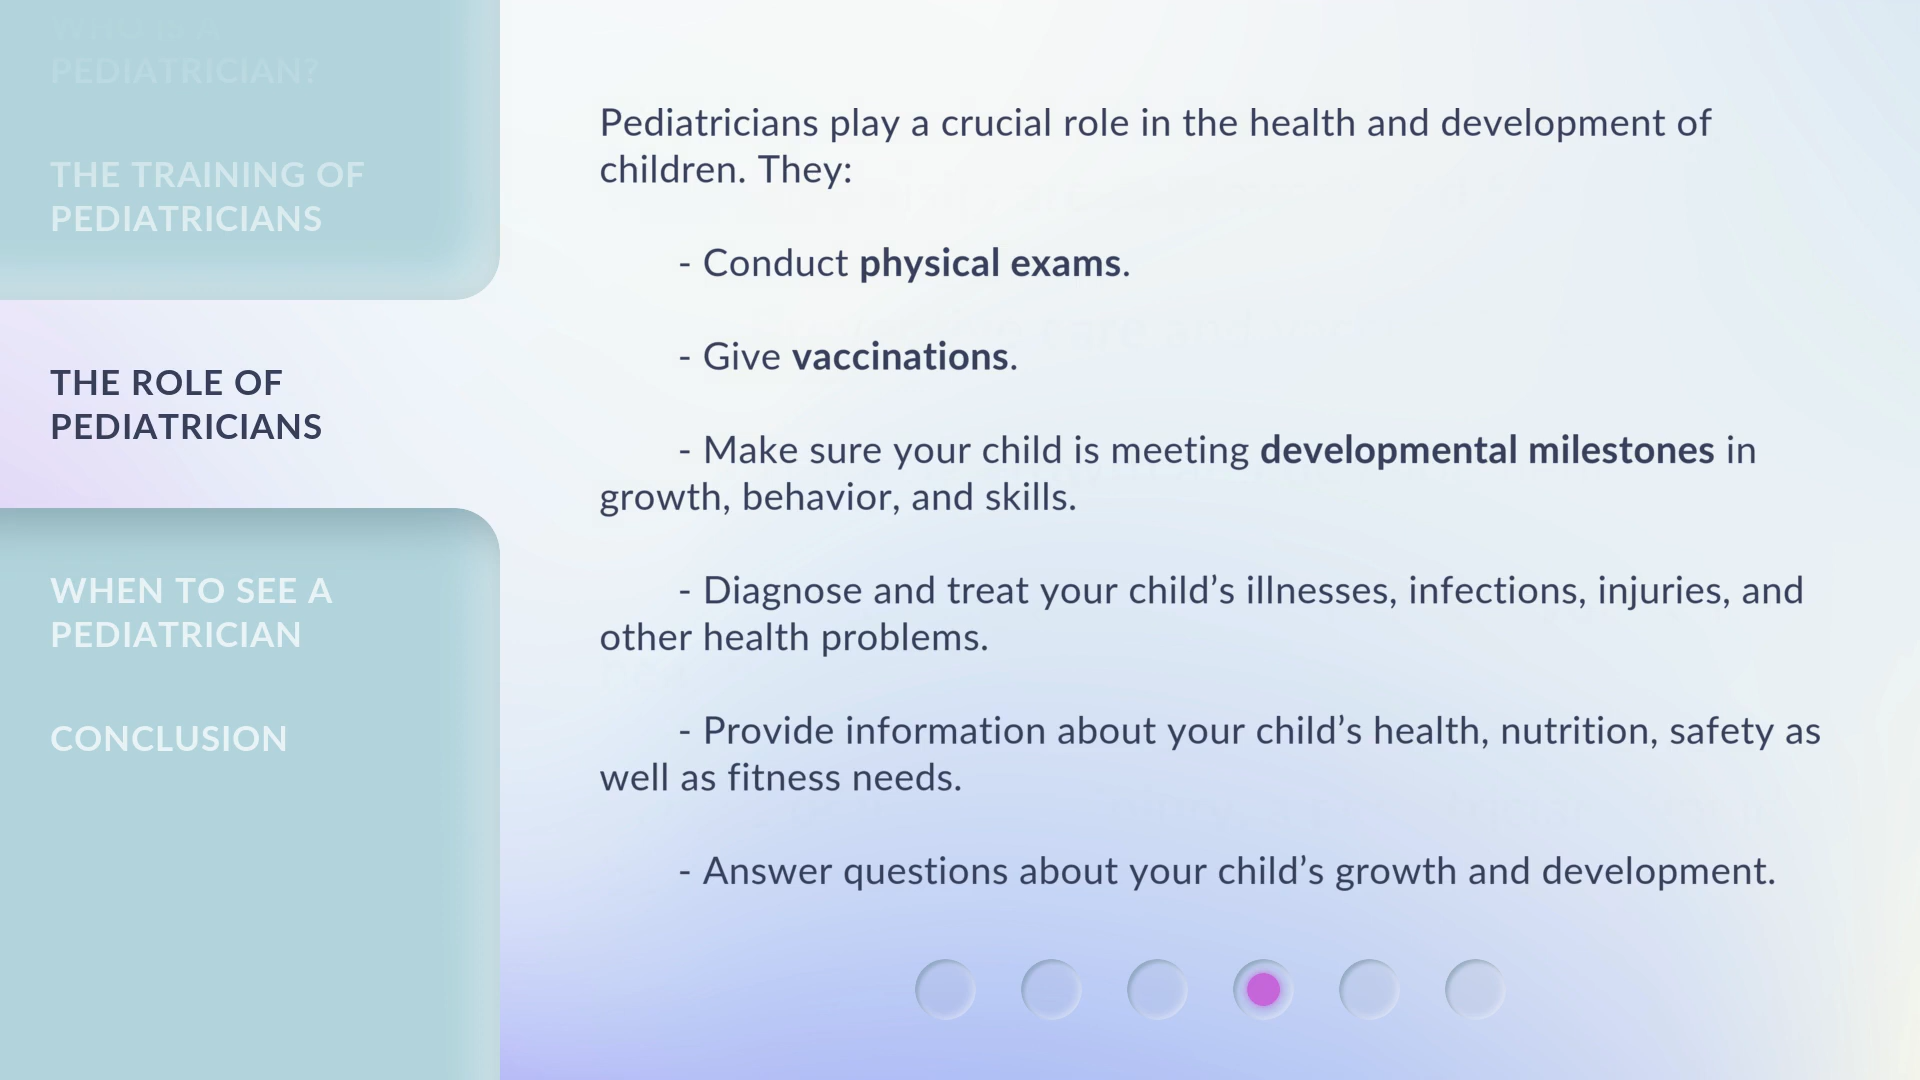 WHO IS A
PEDIATRICIAN?
THE TRAINING OF
PEDIATRICIANS
THE ROLE OF
PEDIATRICIANS
WHEN TO SEE A
PEDIATRICIAN
CONCLUSION
Pediatricians play a crucial role in the health and development of
children. They:
- Conduct physical exams.
- Give vaccinations.
- Make sure your child is meeting developmental milestones in
growth, behavior, and skills.
- Diagnose and treat your child’s illnesses, infections, injuries, and
other health problems.
- Provide information about your child’s health, nutrition, safety as
well as fitness needs.
- Answer questions about your child’s growth and development.